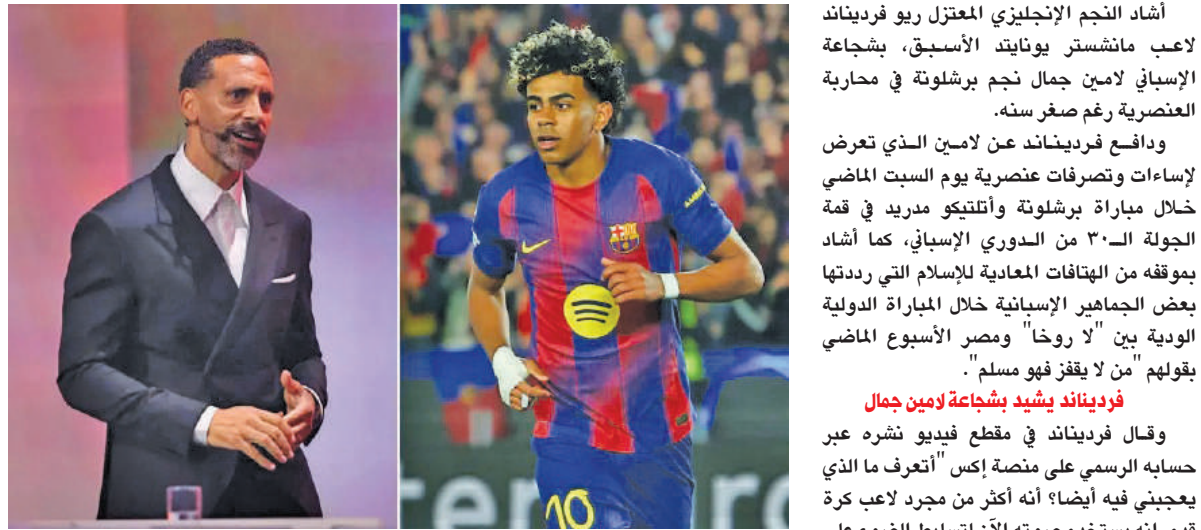 أشاد النجم الإنجليزي المعتزل ريو فرديناند
لاعب مانشستر يونايتد الأسبق، بشجاعة
الإسباني لامين جمال نجم برشلونة في محاربة
العنصرية رغم صغر سنه.
ودافع فرديناند عن لامين الذي تعرض
لإساءات وتصرفات عنصرية يوم السبت الماضي
خلال مباراة برشلونة وأتلتيكو مدريد في قمة
الجولة الـ٣٠ من الدوري الإسباني، كما أشاد
بموقفه من الهتافات المعادية للإسلام التي رددتها
بعض الجماهير الإسبانية خلال المباراة الدولية
الودية بين "لا روخا" ومصر الأسبوع الماضي
بقولهم "من لا يقفز فهو مسلم".
فرديناند يشيد بشجاعة لامين جمال
وقال فرديناند في مقطع فيديو نشره عبر
حسابه الرسمي على منصة إكس "أتعرف ما الذي
يعجبني فيه أيضا؟ أنه أكثر من مجرد لاعب كرة
10